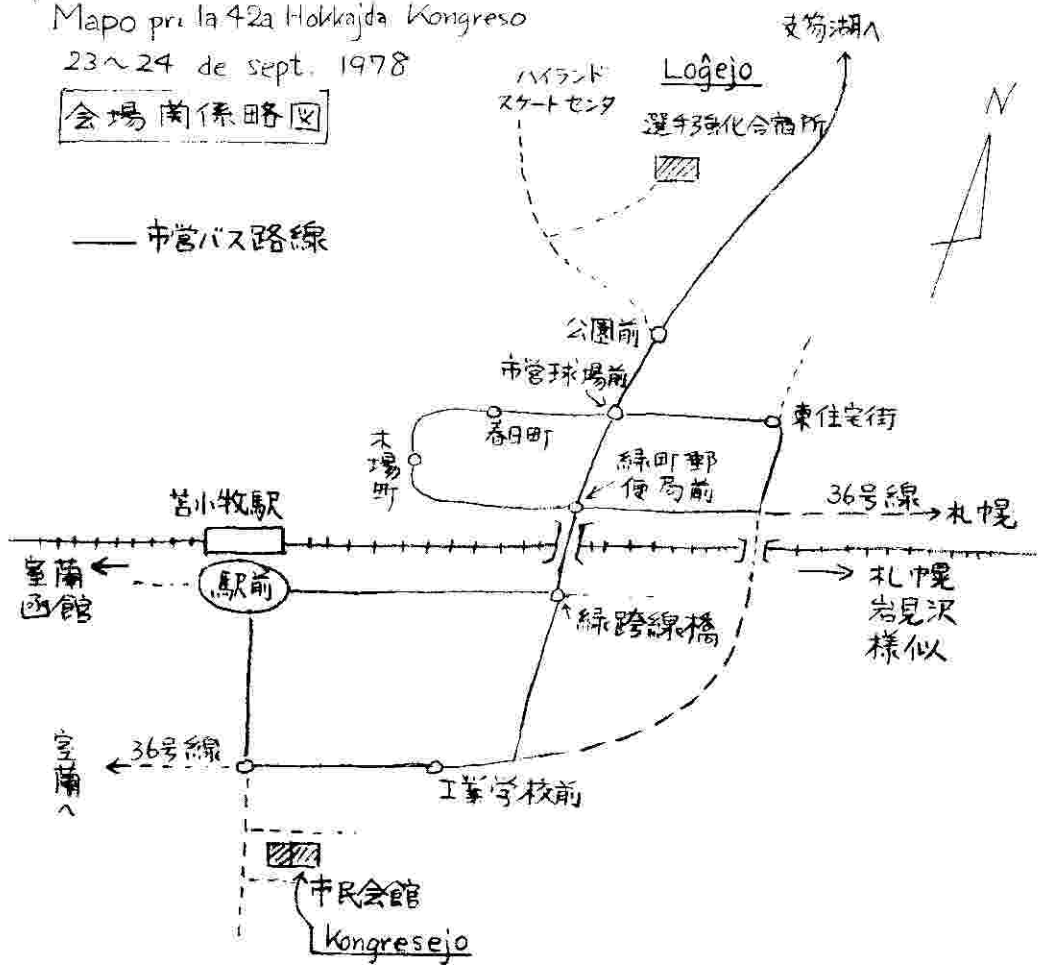 Mapo pri la 42a Hokkajda Kongreso
23~24 de sept. 1978
会場関係略図
市営バス路線
支笏湖へ
ハイランド
スケートセンタ
Loĝejo
選手強化合宿所
N
公園前
市営球場前
春日町
東住宅街
木場町
緑町郵
便局前
36号線
札幌
苫小牧駅
室蘭
函館
駅前
緑跨線橋
札幌
岩見沢
様似
室蘭へ
36号線
工業学校前
市民会館
Kongresejo